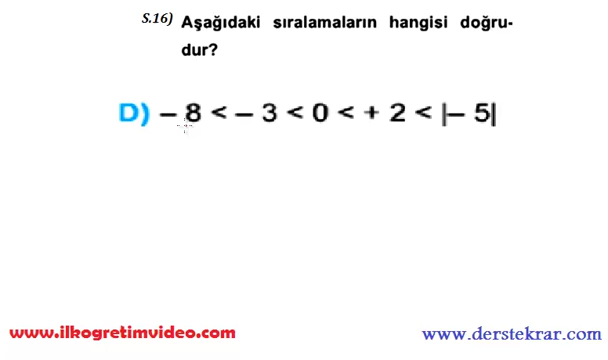 S.16) Aşağıdaki sıralamaların hangisi doğru-
dur?
D) – 8 < – 3 < 0 < + 2 < |– 5|
www.ilkogretimvideo.com
www.derstekrar.com